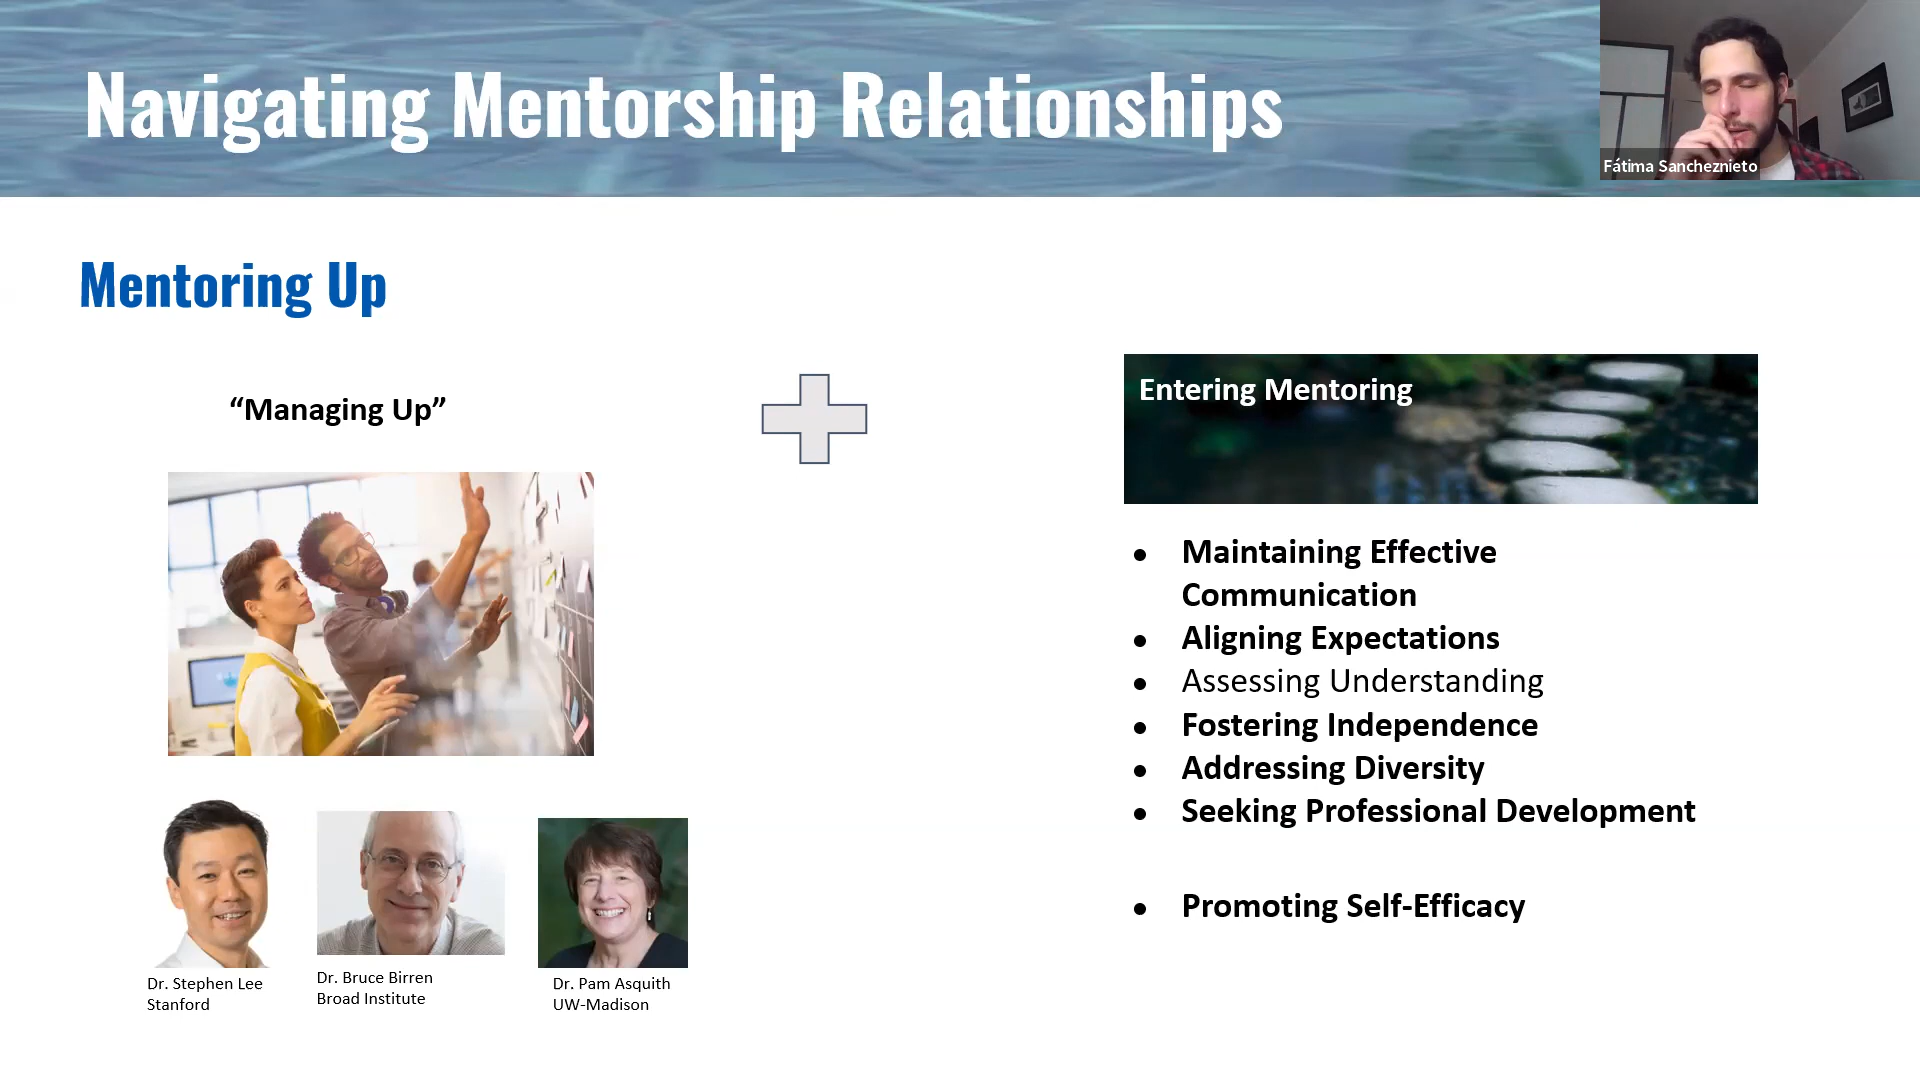 Navigating Mentorship Relationships
Fátima Sancheznieto
Mentoring Up
“Managing Up”
Entering Mentoring
● Maintaining Effective
Communication
● Aligning Expectations
● Assessing Understanding
● Fostering Independence
● Addressing Diversity
● Seeking Professional Development
● Promoting Self-Efficacy
Dr. Stephen Lee
Stanford
Dr. Bruce Birren
Broad Institute
Dr. Pam Asquith
UW-Madison